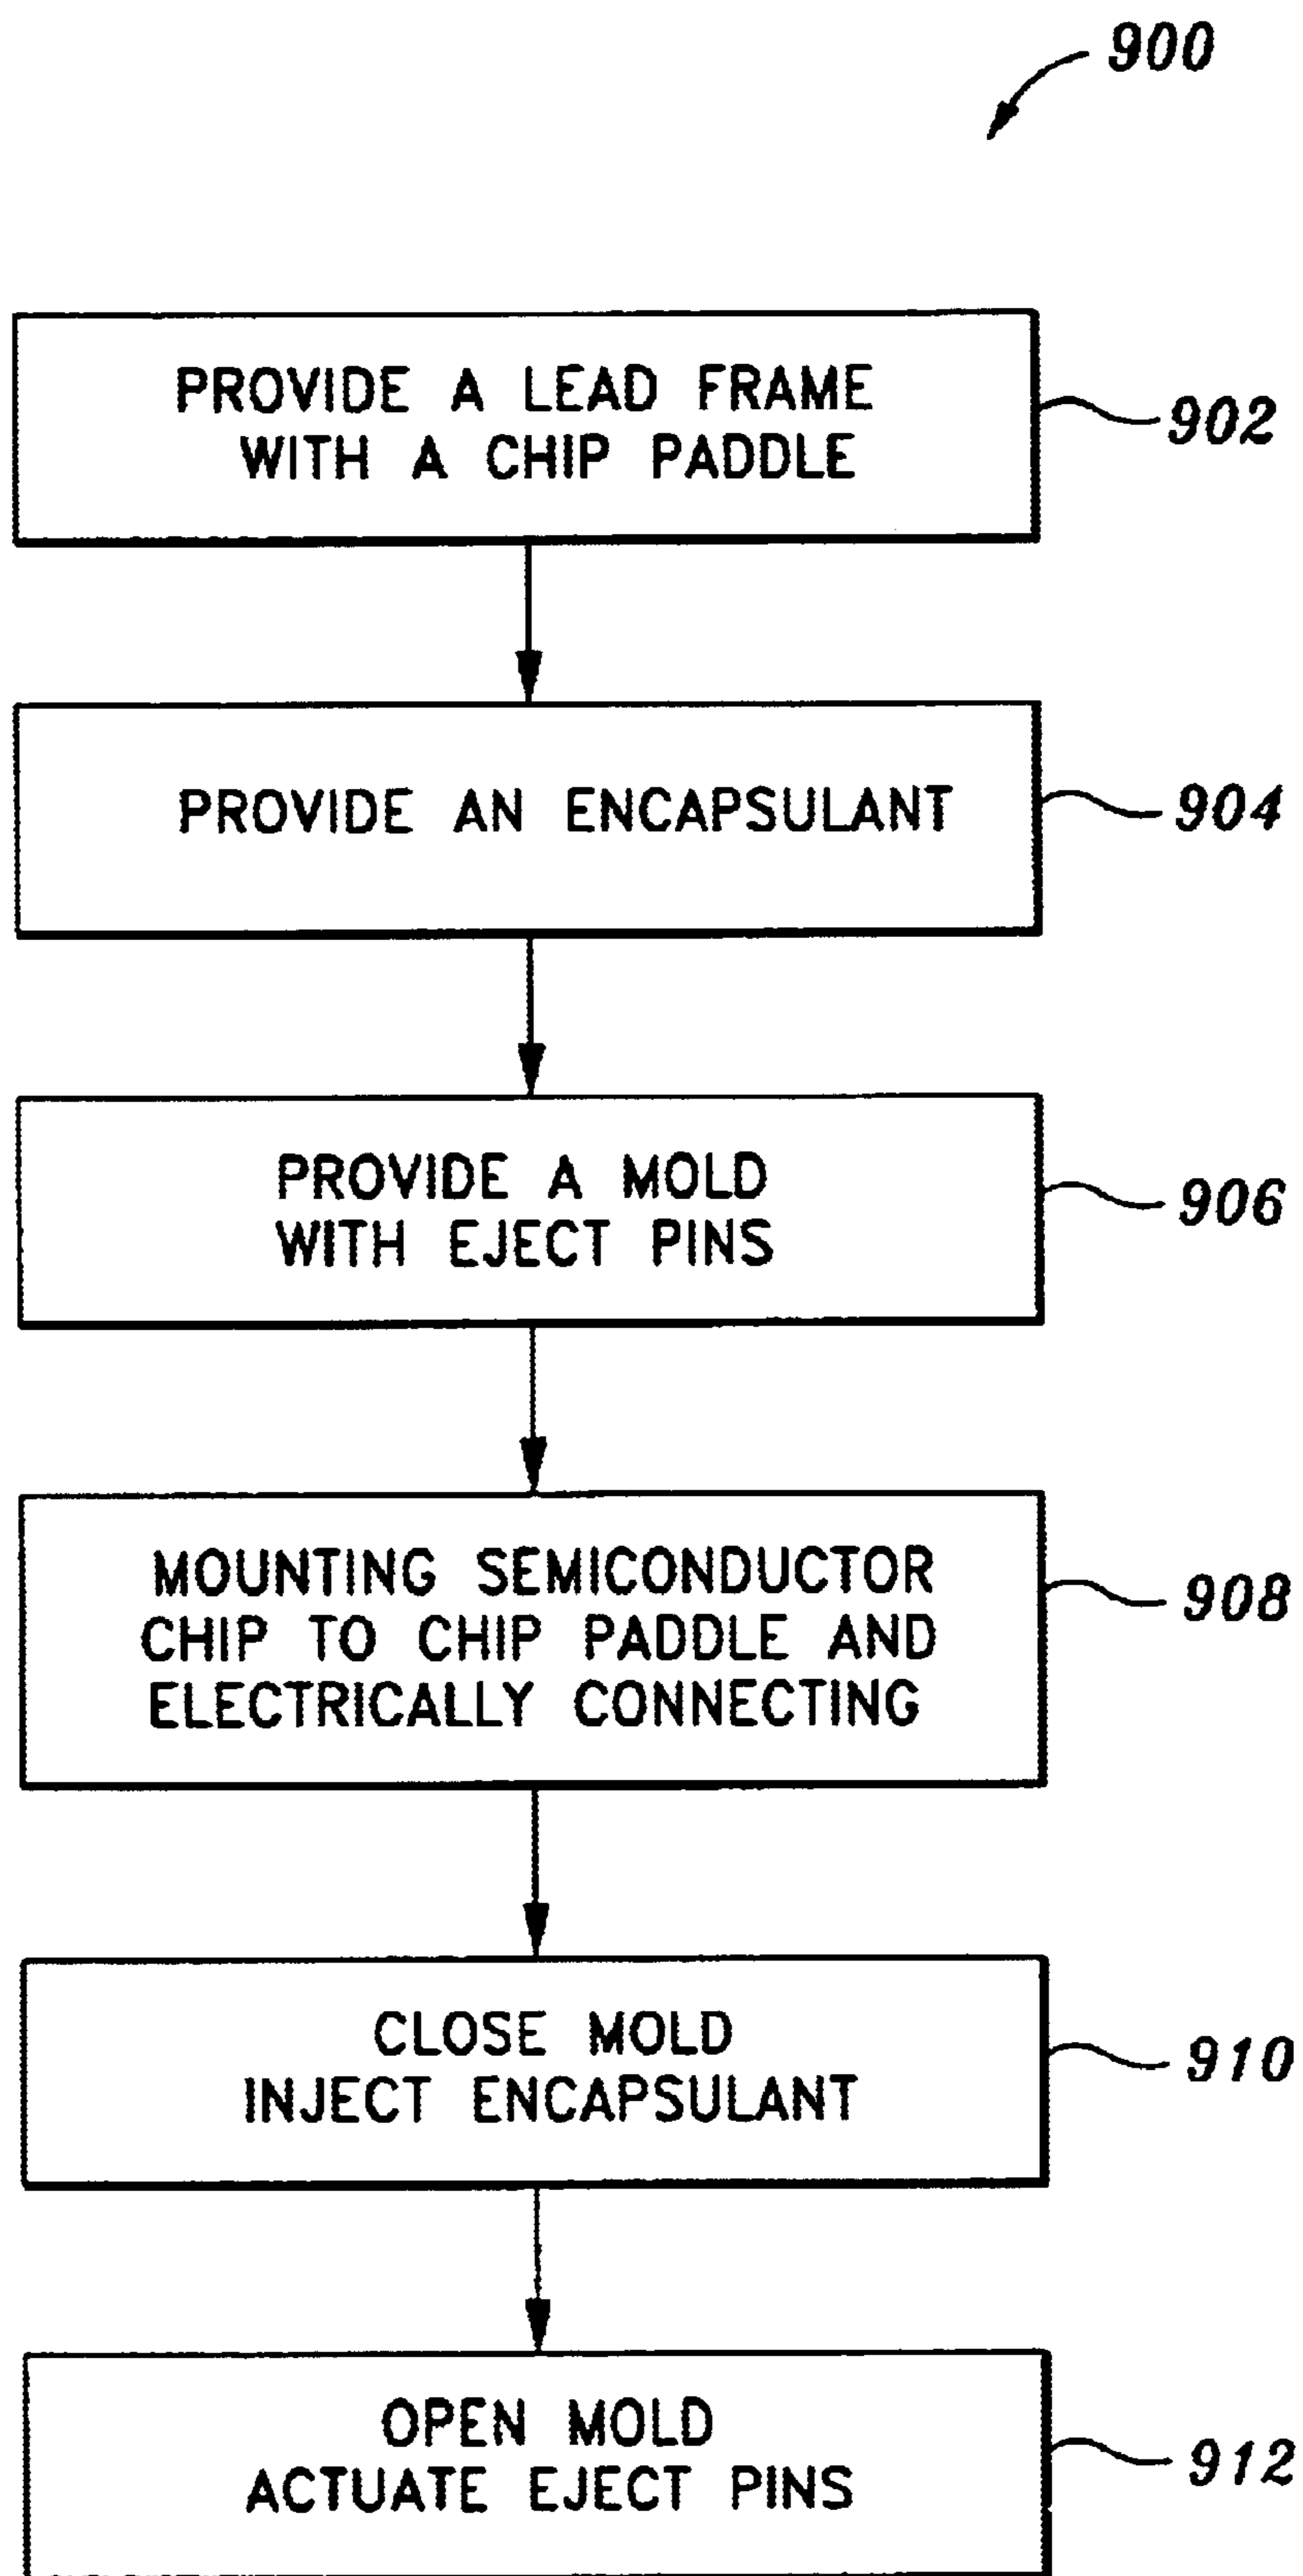 900
PROVIDE A LEAD FRAME
WITH A CHIP PADDLE
902
PROVIDE AN ENCAPSULANT
904
PROVIDE A MOLD
WITH EJECT PINS
906
MOUNTING SEMICONDUCTOR
CHIP TO CHIP PADDLE AND
ELECTRICALLY CONNECTING
908
CLOSE MOLD
INJECT ENCAPSULANT
910
OPEN MOLD
ACTUATE EJECT PINS
912